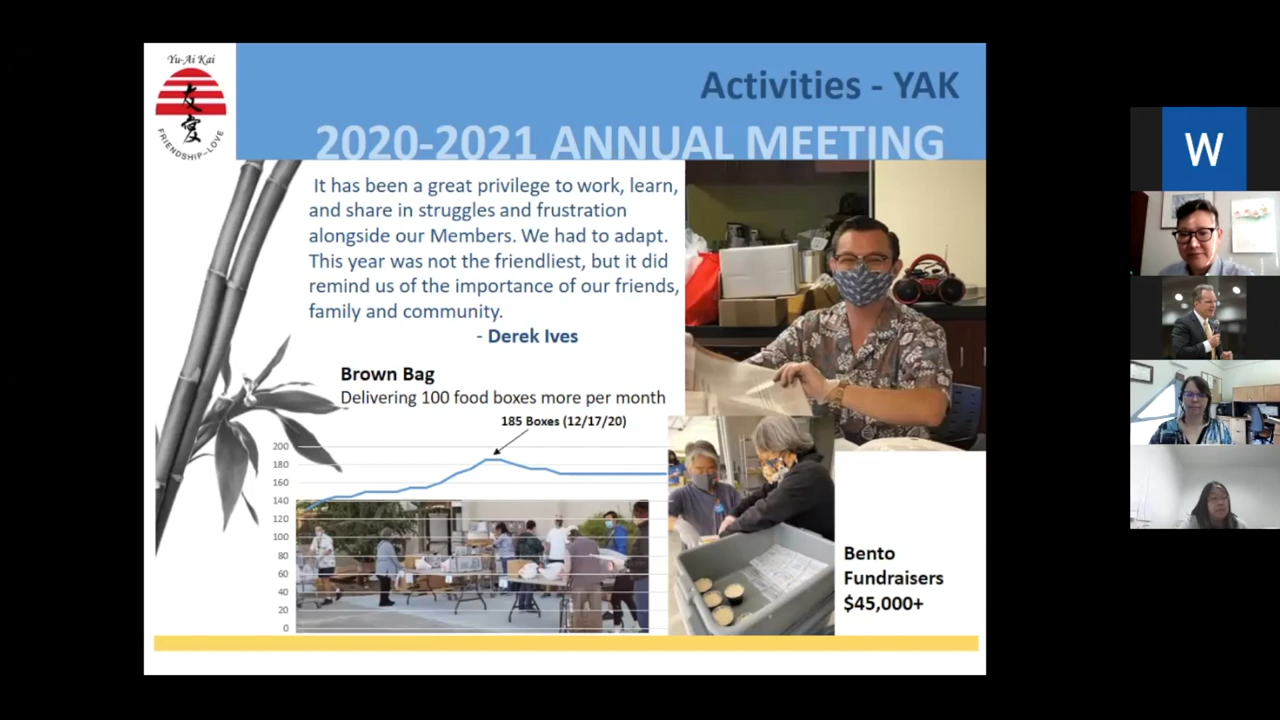 Yu-Ai Kai
友愛
FRIENDSHIP-LOVE
Activities - YAK
2020-2021 ANNUAL MEETING
It has been a great privilege to work, learn,
and share in struggles and frustration
alongside our Members. We had to adapt.
This year was not the friendliest, but it did
remind us of the importance of our friends,
family and community.
- Derek Ives
Brown Bag
Delivering 100 food boxes more per month
185 Boxes (12/17/20)
200
180
160
140
120
100
80
60
40
20
0
Bento
Fundraisers
$45,000+
W